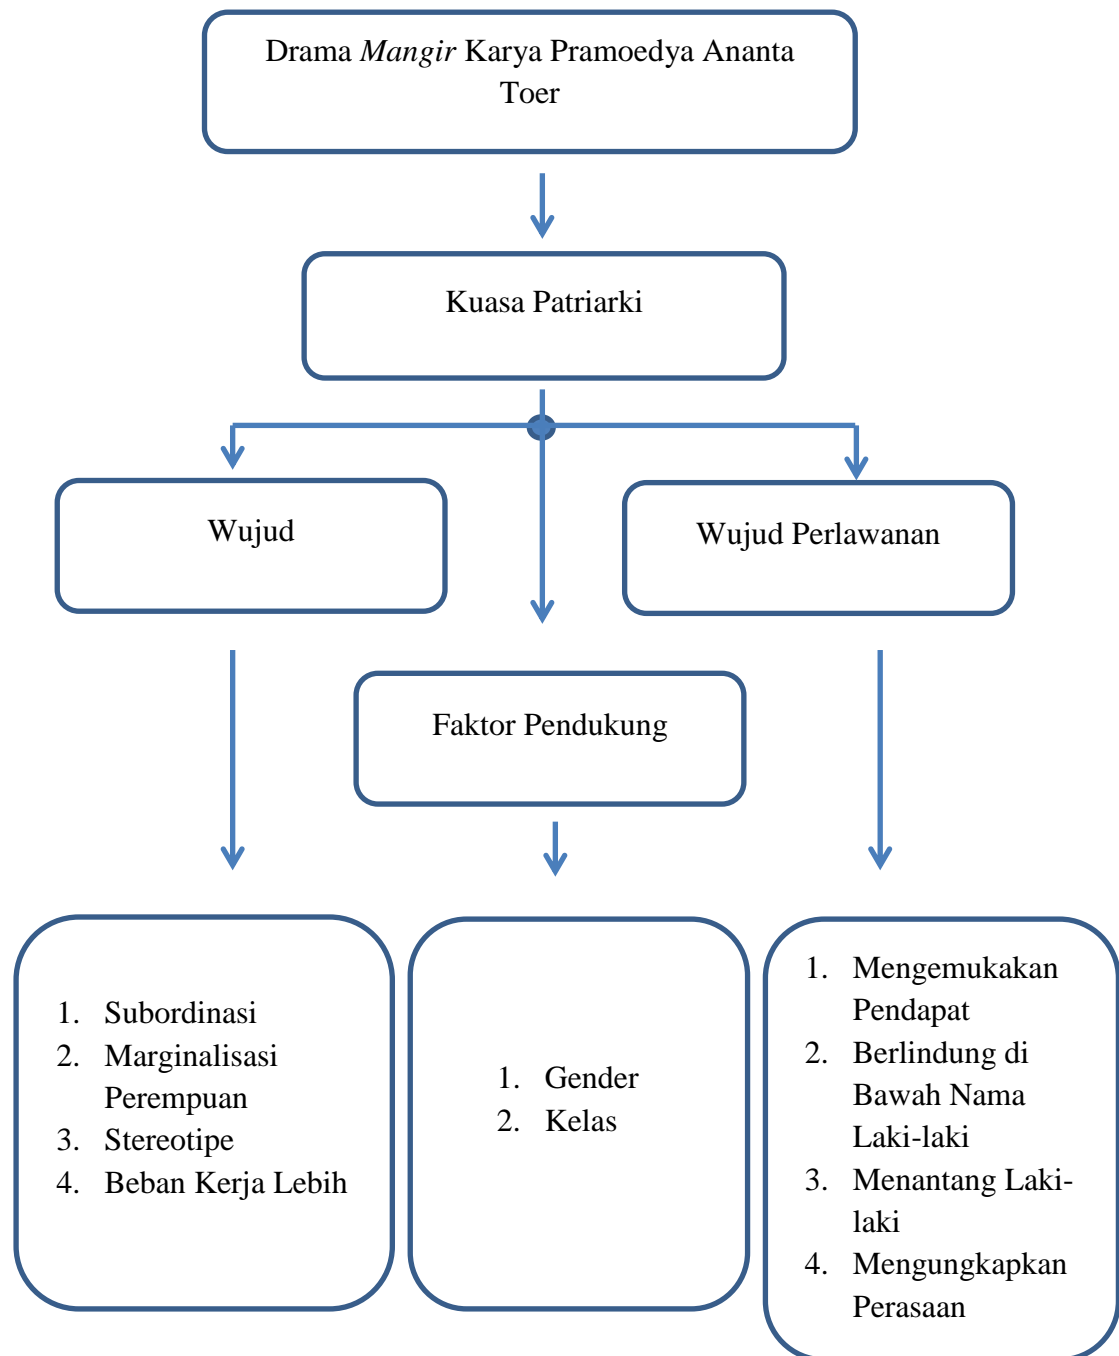 Drama Mangir Karya Pramoedya Ananta
Toer
Kuasa Patriarki
Wujud
Wujud Perlawanan
Faktor Pendukung
1. Subordinasi
2. Marginalisasi
Perempuan
3. Stereotipe
4. Beban Kerja Lebih
1. Gender
2. Kelas
1. Mengemukakan
Pendapat
2. Berlindung di
Bawah Nama
Laki-laki
3. Menantang Laki-
laki
4. Mengungkapkan
Perasaan